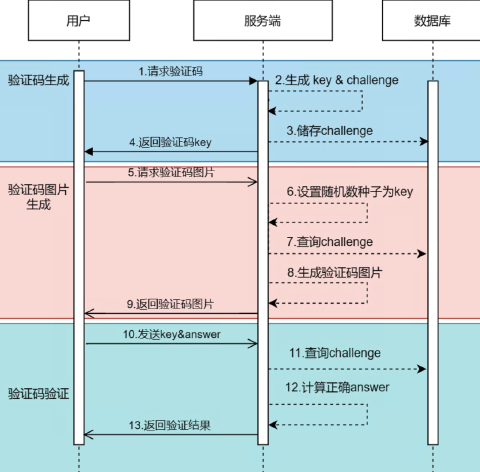 用户
服务端
数据库
验证码生成
1.请求验证码
2.生成 key & challenge
3.储存challenge
4.返回验证码key
验证码图片
生成
5.请求验证码图片
6.设置随机数种子为key
7.查询challenge
8.生成验证码图片
9.返回验证码图片
验证码验证
10.发送key&answer
11.查询challenge
12.计算正确answer
13.返回验证结果